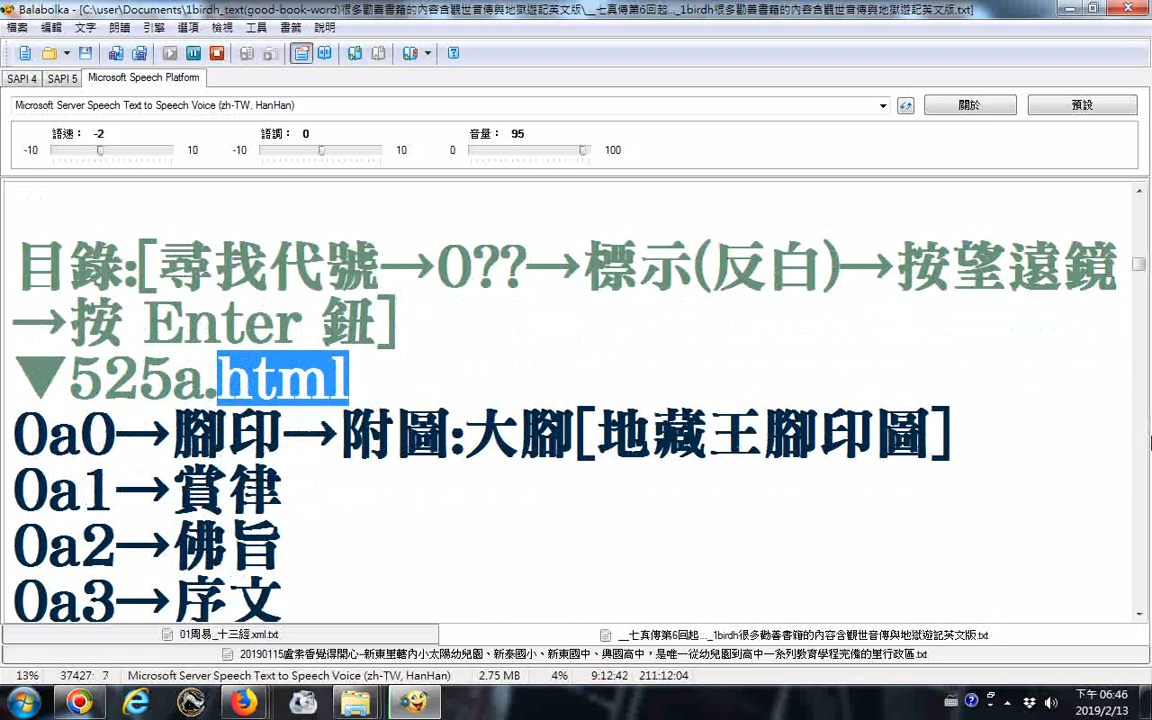 Balabolka - [C:\user\Documents\1birdh_text(good-book-word)很多勸善書籍的內容含觀世音傳與地獄遊記英文版\__七真傳第6回起..._1birdh很多勸善書籍的內容含觀世音傳與地獄遊記英文版.txt]
檔案 編輯 文字 朗讀 引擎 選項 檢視 工具 書籤 說明
SAPI 4 SAPI 5 Microsoft Speech Platform
Microsoft Server Speech Text to Speech Voice (zh-TW, HanHan) 關於 預設
語速： -2 語調： 0 音量： 95
-10 10 -10 10 0 100
目錄:[尋找代號→O??→標示(反白)→按望遠鏡
→按 Enter 鈕]
▼525a.html
Oa0→腳印→附圖:大腳[地藏王腳印圖]
Oa1→賞律
Oa2→佛旨
Oa3→序文
01周易_十三經.xml.txt __七真傳第6回起..._1birdh很多勸善書籍的內容含觀世音傳與地獄遊記英文版.txt
20190115盧素香覺得開心-新東里轄內小太陽幼兒園、新泰國小、新東國中、興國高中，是唯一從幼兒園到高中一系列教育學程完備的里行政區.txt
13% 37427: 7 Microsoft Server Speech Text to Speech Voice (zh-TW, HanHan) 2.75 MB 4% 9:12:42 211:12:04
下午 06:46
2019/2/13